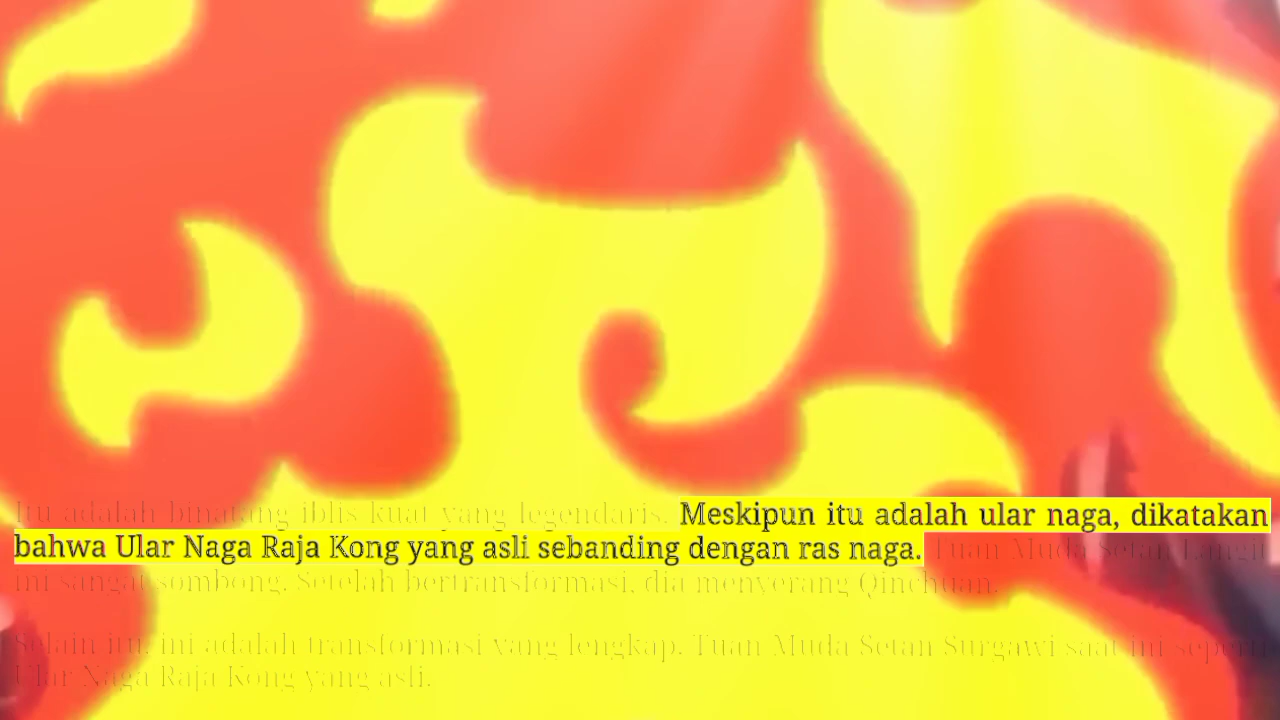 Itu adalah binatang iblis kuat yang legendaris. Meskipun itu adalah ular naga, dikatakan
bahwa Ular Naga Raja Kong yang asli sebanding dengan ras naga. Tuan Muda Setan Langit
ini sangat sombong. Setelah bertransformasi, dia menyerang Qinchuan.
Selain itu, ini adalah transformasi yang lengkap. Tuan Muda Setan Surgawi saat ini seperti
Ular Naga Raja Kong yang asli.